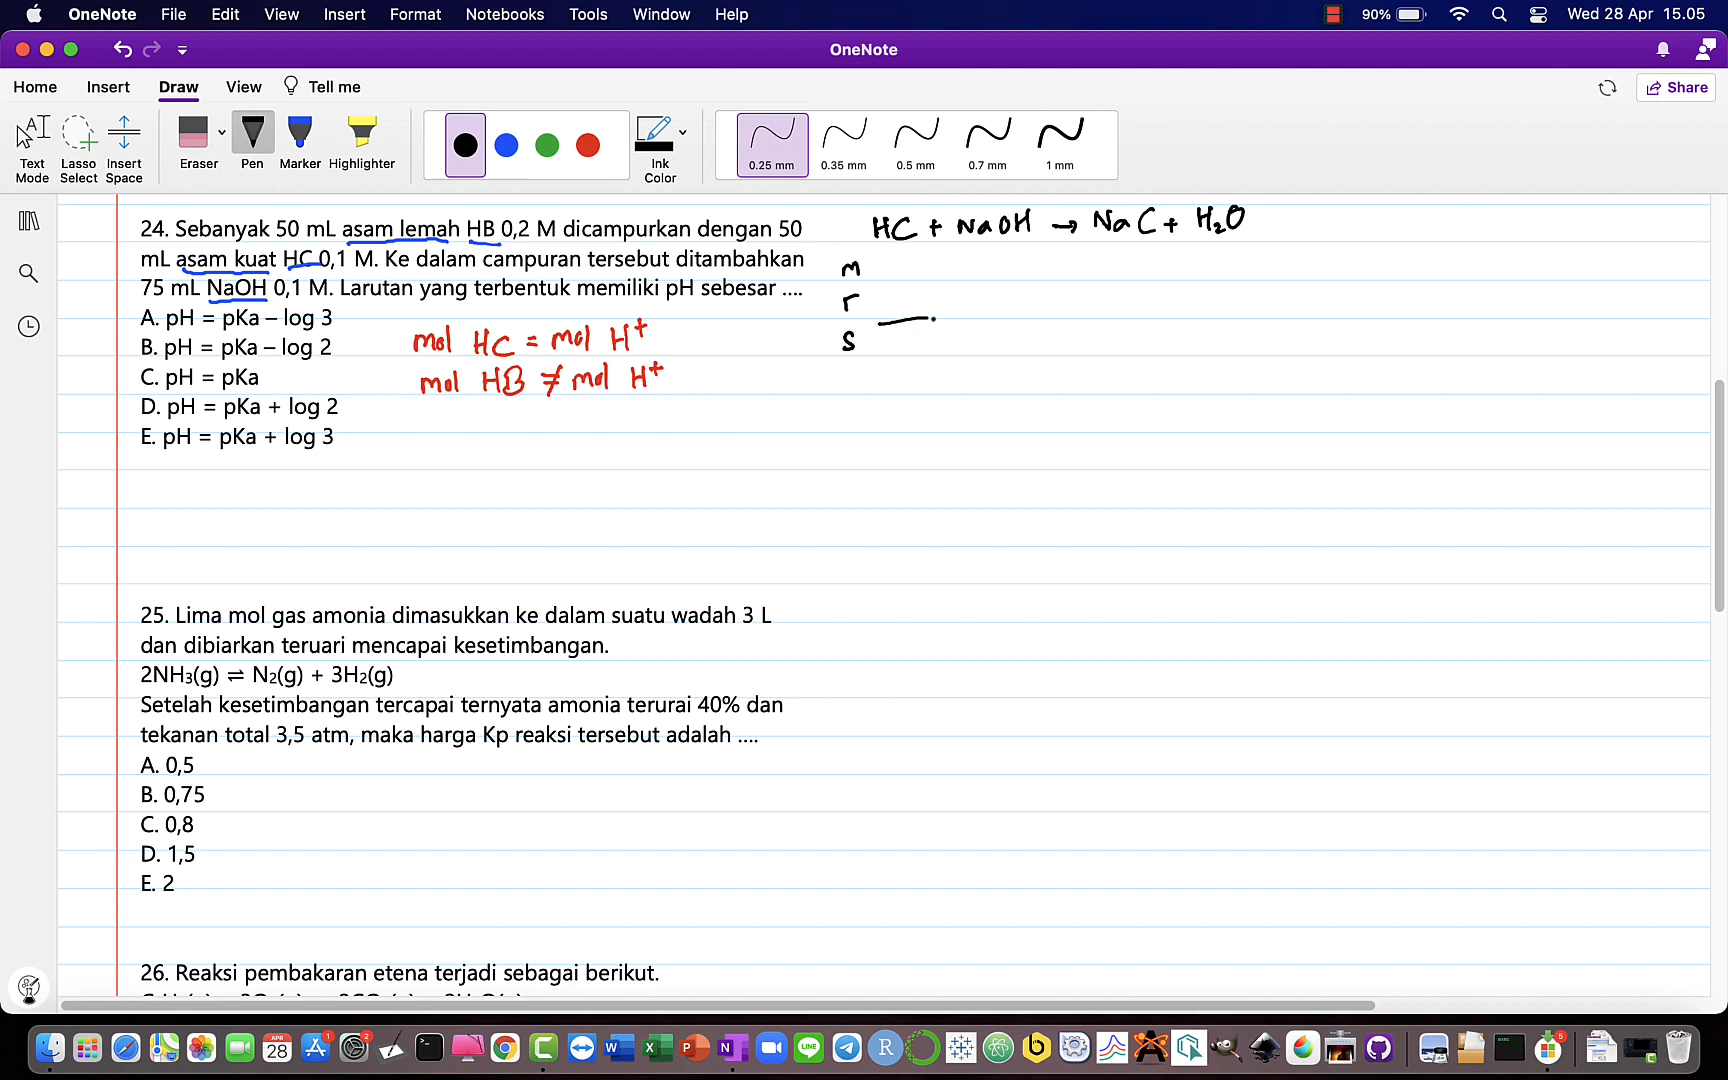 OneNote File Edit View Insert Format Notebooks Tools Window Help 90% Wed 28 Apr 15.05
OneNote
Home Insert Draw View Tell me Share
Text Mode
Lasso Select
Insert Space
Eraser
Pen
Marker
Highlighter
Ink Color
0.25 mm 0.35 mm 0.5 mm 0.7 mm 1 mm
24. Sebanyak 50 mL asam lemah HB 0,2 M dicampurkan dengan 50
mL asam kuat HC 0,1 M. Ke dalam campuran tersebut ditambahkan
75 mL NaOH 0,1 M. Larutan yang terbentuk memiliki pH sebesar ....
A. pH = pKa – log 3
B. pH = pKa – log 2
C. pH = pKa
D. pH = pKa + log 2
E. pH = pKa + log 3
mol HC = mol H⁺
mol HB ≠ mol H⁺
HC + NaOH → NaC + H₂O
m
r
s
25. Lima mol gas amonia dimasukkan ke dalam suatu wadah 3 L
dan dibiarkan teruari mencapai kesetimbangan.
2NH₃(g) ⇌ N₂(g) + 3H₂(g)
Setelah kesetimbangan tercapai ternyata amonia terurai 40% dan
tekanan total 3,5 atm, maka harga Kp reaksi tersebut adalah ....
A. 0,5
B. 0,75
C. 0,8
D. 1,5
E. 2
26. Reaksi pembakaran etena terjadi sebagai berikut.